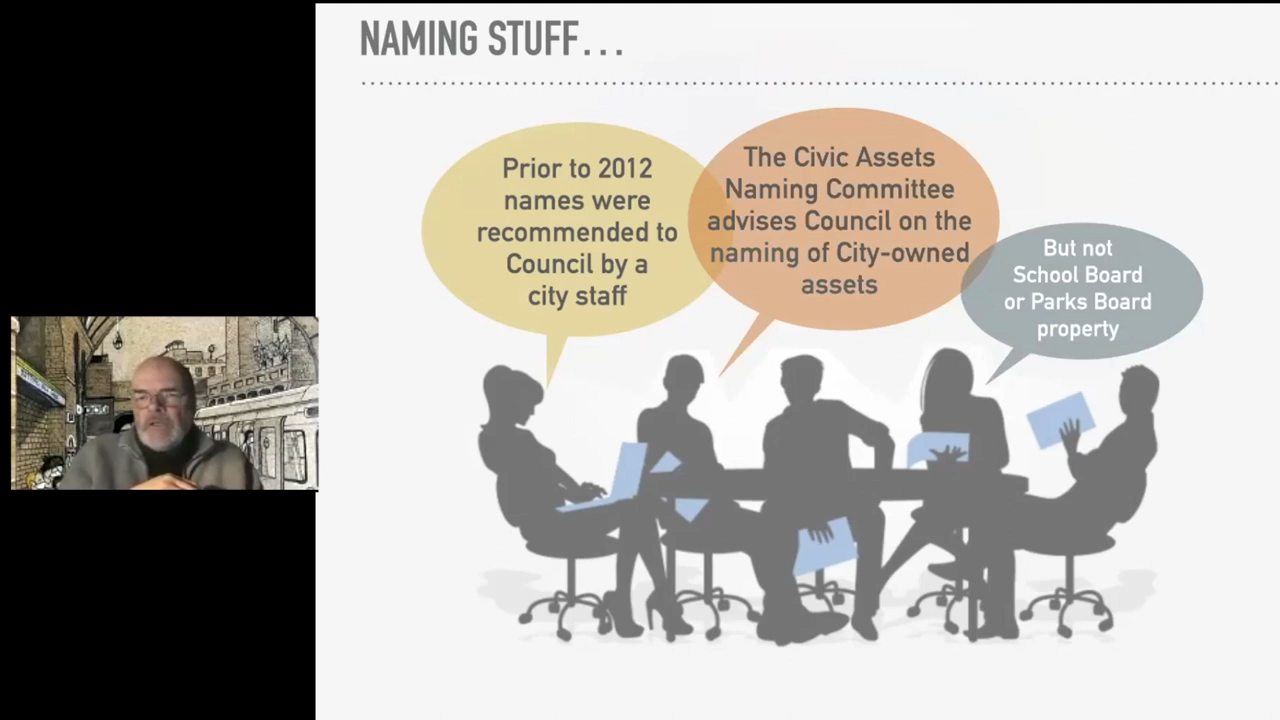 NAMING STUFF...
Prior to 2012
names were
recommended to
Council by a
city staff
The Civic Assets
Naming Committee
advises Council on the
naming of City-owned
assets
But not
School Board
or Parks Board
property